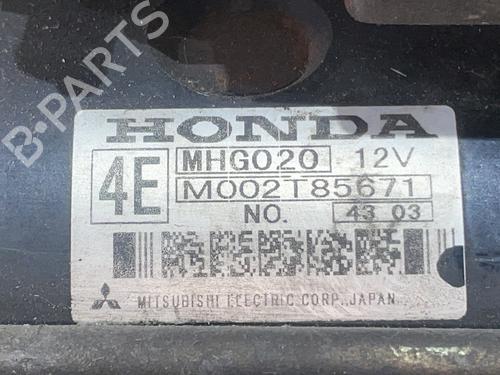 B-PARTS
HONDA
4E MHG020 12V
M002T85671
NO. 43 03
MITSUBISHI ELECTRIC CORP., JAPAN